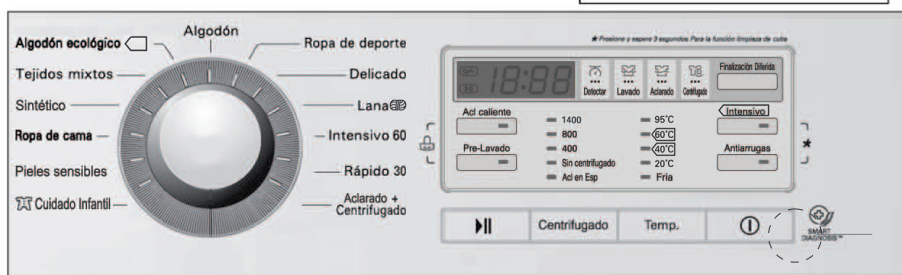 Algodón
Algodón ecológico
Ropa de deporte
Tejidos mixtos
Delicado
Sintético
Lana
Ropa de cama
Intensivo 60
Pieles sensibles
Rápido 30
Cuidado Infantil
Aclarado +
Centrifugado
★ Presione y espere 3 segundos. Para la función limpieza de cuba
18:88
Detectar
Lavado
Aclarado
Centrifugado
Finalización Diferida
Acl caliente
Pre-Lavado
1400
800
400
Sin centrifugado
Acl en Esp
95°C
60°C
40°C
20°C
Fria
Intensivo
Antiarrugas
★
Centrifugado
Temp.
SMART
DIAGNOSIS™